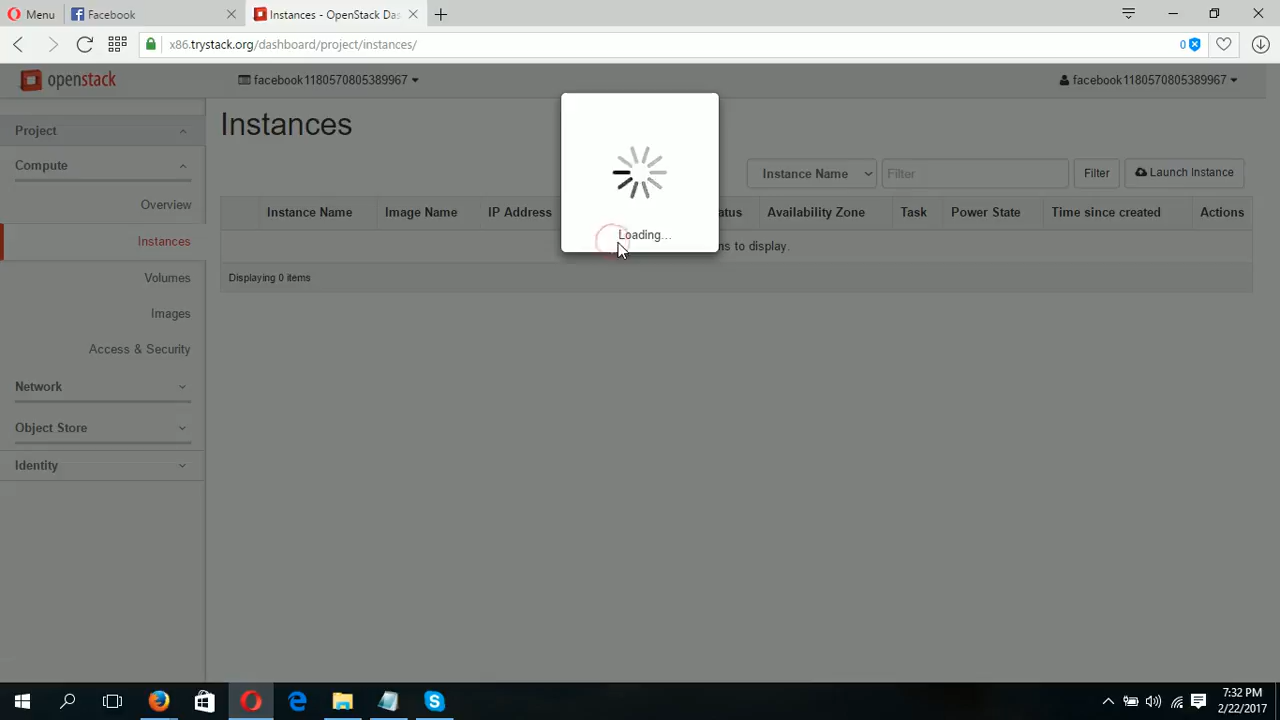 Menu
Facebook
Instances - OpenStack Das
x86.trystack.org/dashboard/project/instances/
0
openstack
facebook1180570805389967
facebook1180570805389967
Project
Compute
Overview
Instances
Volumes
Images
Access & Security
Network
Object Store
Identity
Instances
Instance Name
Filter
Filter
Launch Instance
Instance Name Image Name IP Address Availability Zone Task Power State Time since created Actions
to display.
Displaying 0 items
Loading...
7:32 PM
2/22/2017